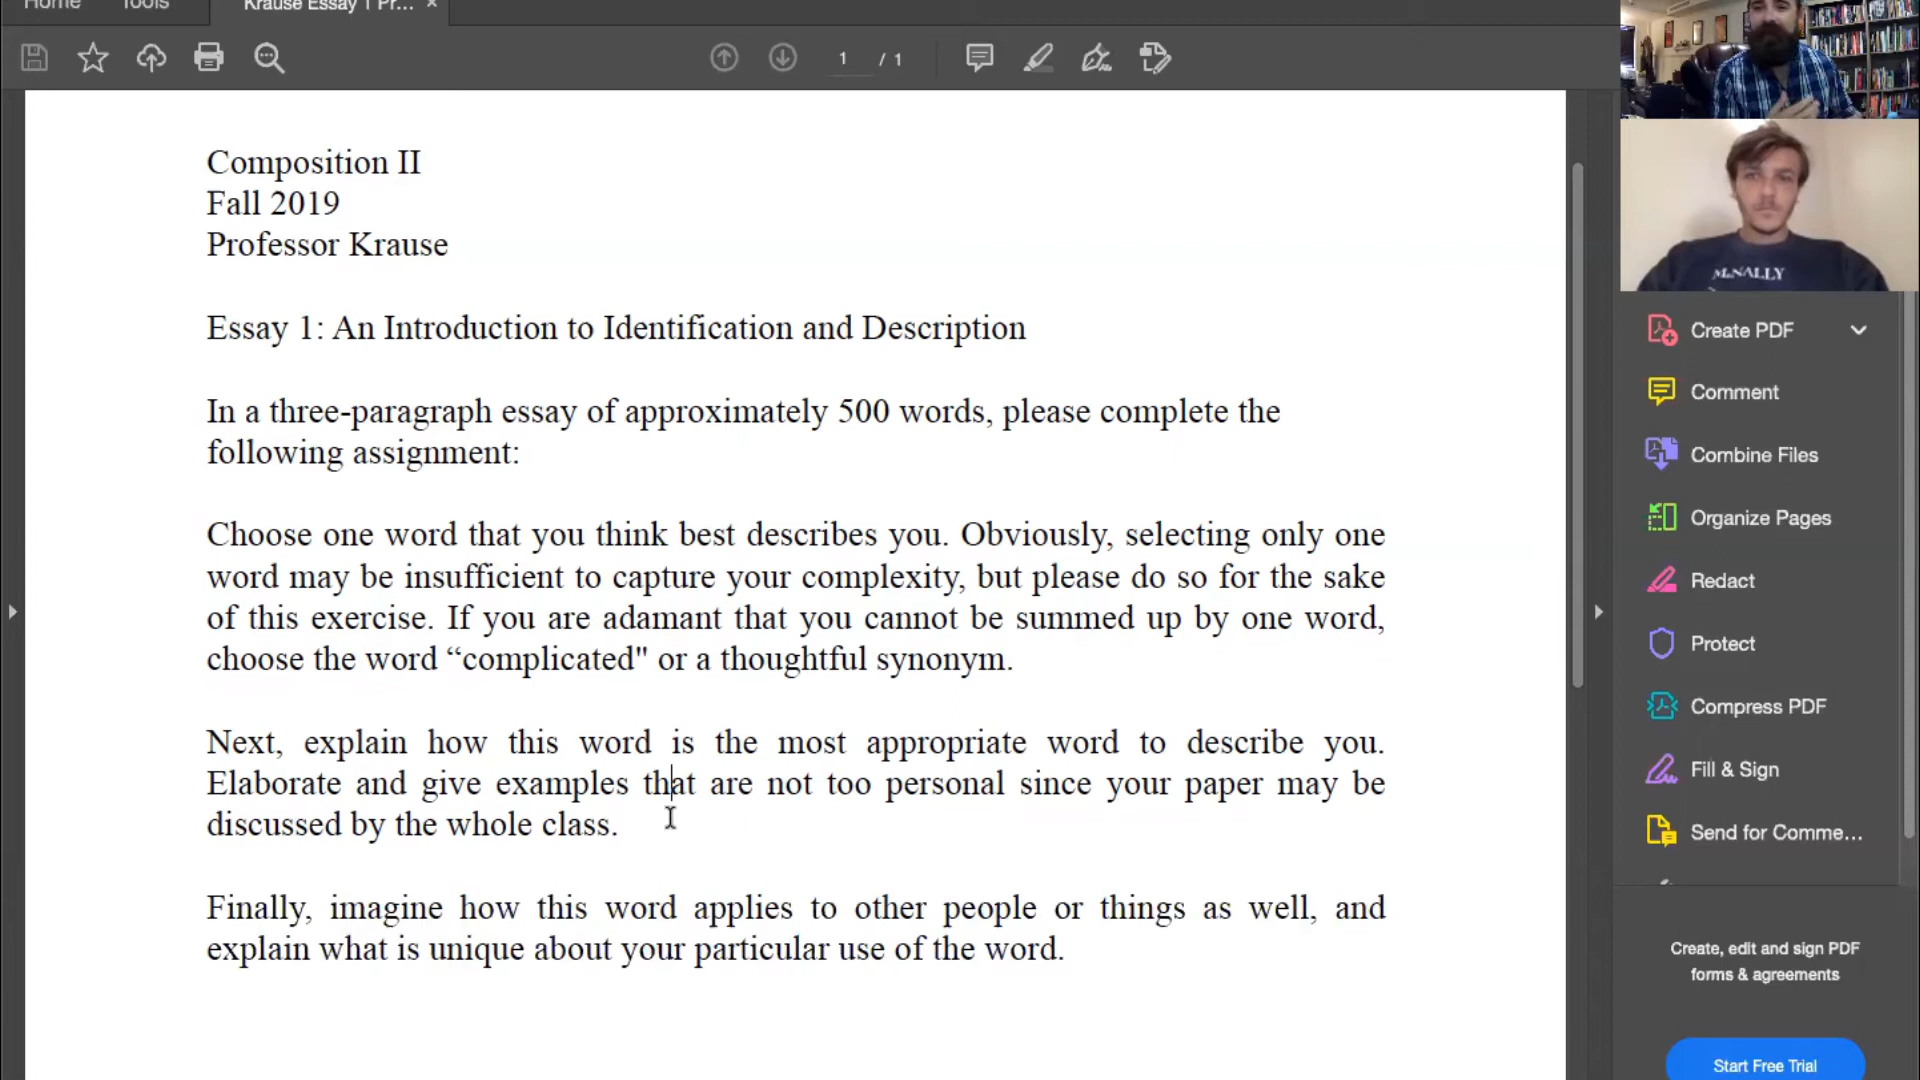 Home Tools Krause Essay 1 Pr... ×
1 / 1
Composition II
Fall 2019
Professor Krause
Essay 1: An Introduction to Identification and Description
In a three-paragraph essay of approximately 500 words, please complete the
following assignment:
Choose one word that you think best describes you. Obviously, selecting only one
word may be insufficient to capture your complexity, but please do so for the sake
of this exercise. If you are adamant that you cannot be summed up by one word,
choose the word “complicated" or a thoughtful synonym.
Next, explain how this word is the most appropriate word to describe you.
Elaborate and give examples that are not too personal since your paper may be
discussed by the whole class.
Finally, imagine how this word applies to other people or things as well, and
explain what is unique about your particular use of the word.
McNALLY
Create PDF
Comment
Combine Files
Organize Pages
Redact
Protect
Compress PDF
Fill & Sign
Send for Comme...
Create, edit and sign PDF
forms & agreements
Start Free Trial